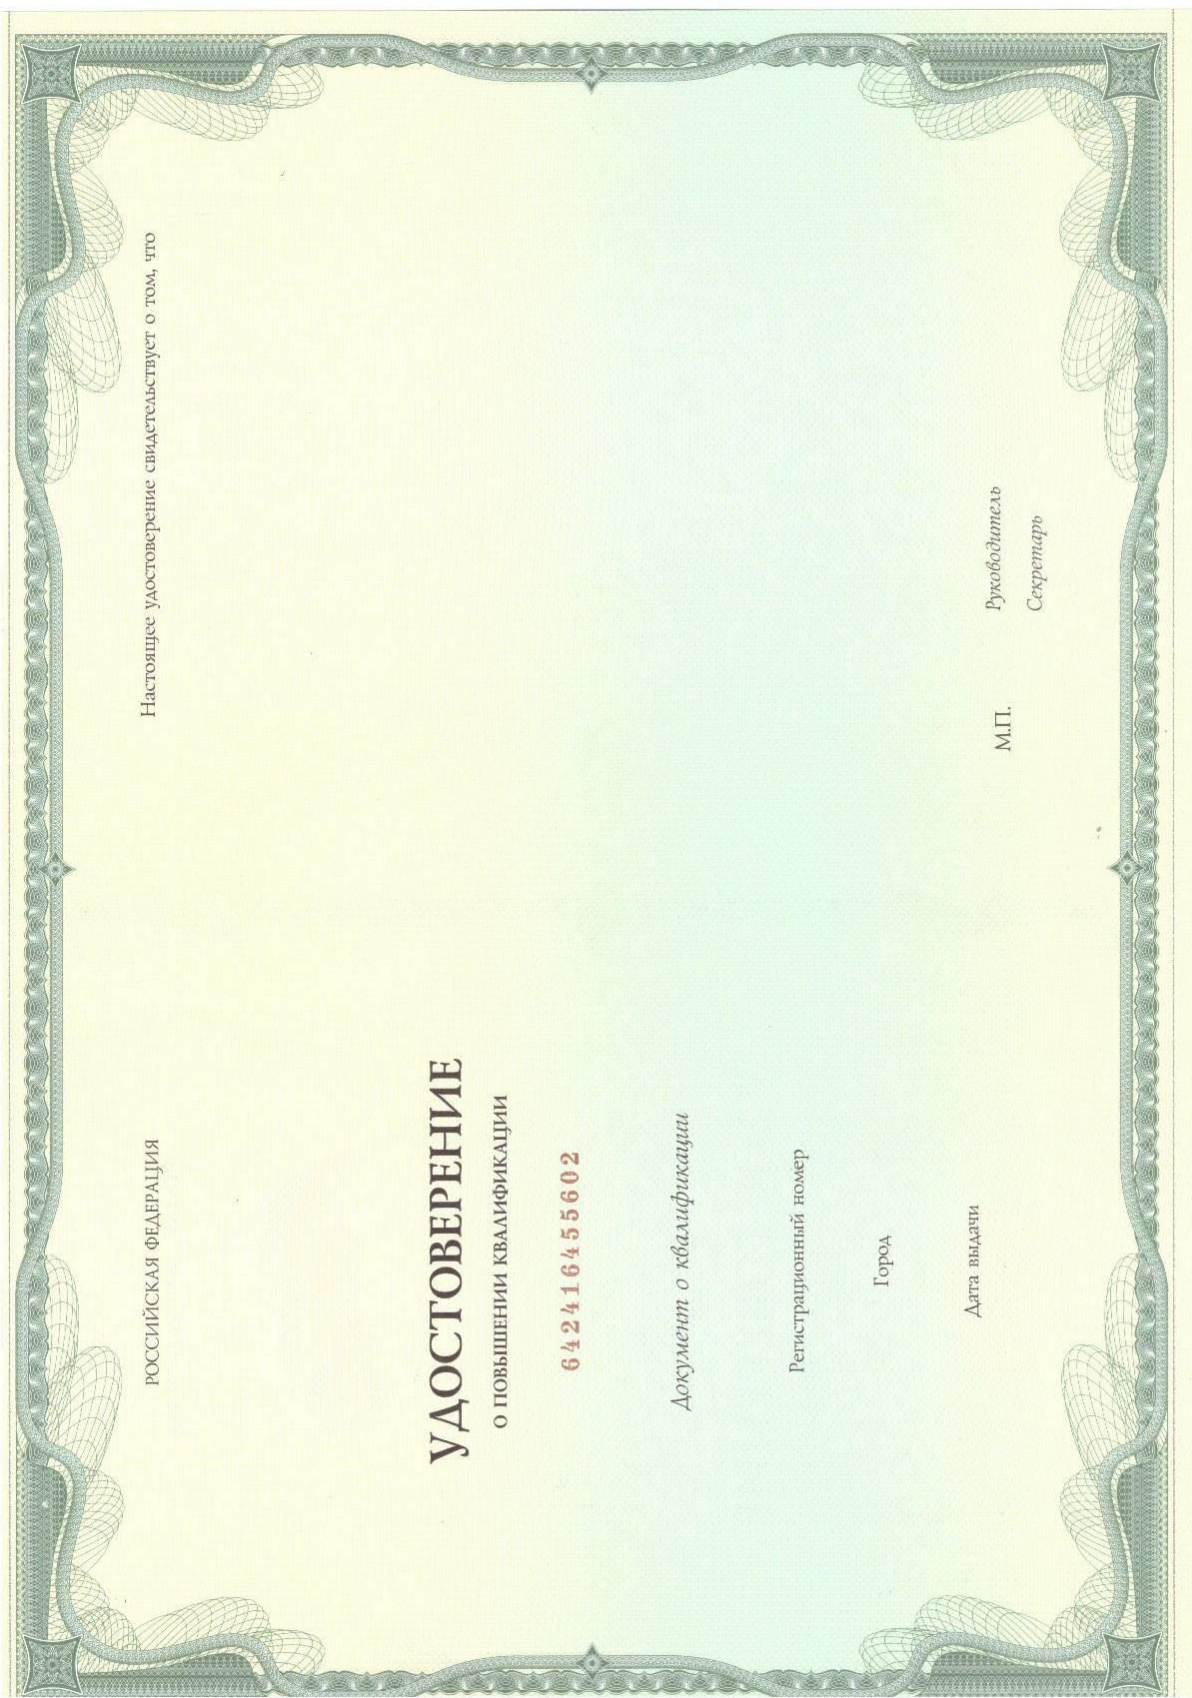 РОССИЙСКАЯ ФЕДЕРАЦИЯ
УДОСТОВЕРЕНИЕ
О ПОВЫШЕНИИ КВАЛИФИКАЦИИ
642416455602
Документ о квалификации
Регистрационный номер
Город
Дата выдачи
Настоящее удостоверение свидетельствует о том, что
М.П.
Руководитель
Секретарь